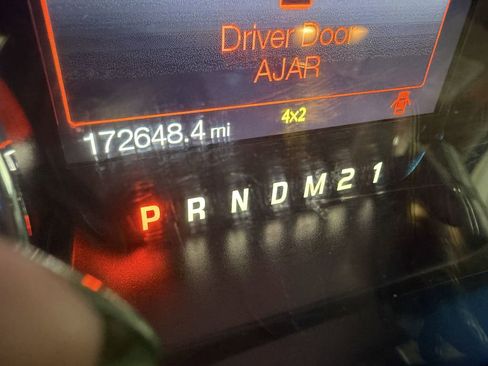 Driver Door
AJAR
4x2
172648.4 mi
P R N D M 2 1